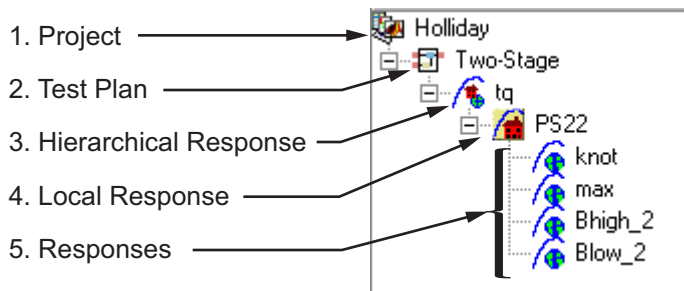 1. Project
2. Test Plan
3. Hierarchical Response
4. Local Response
5. Responses
Holliday
Two-Stage
tq
PS22
knot
max
Bhigh_2
Blow_2